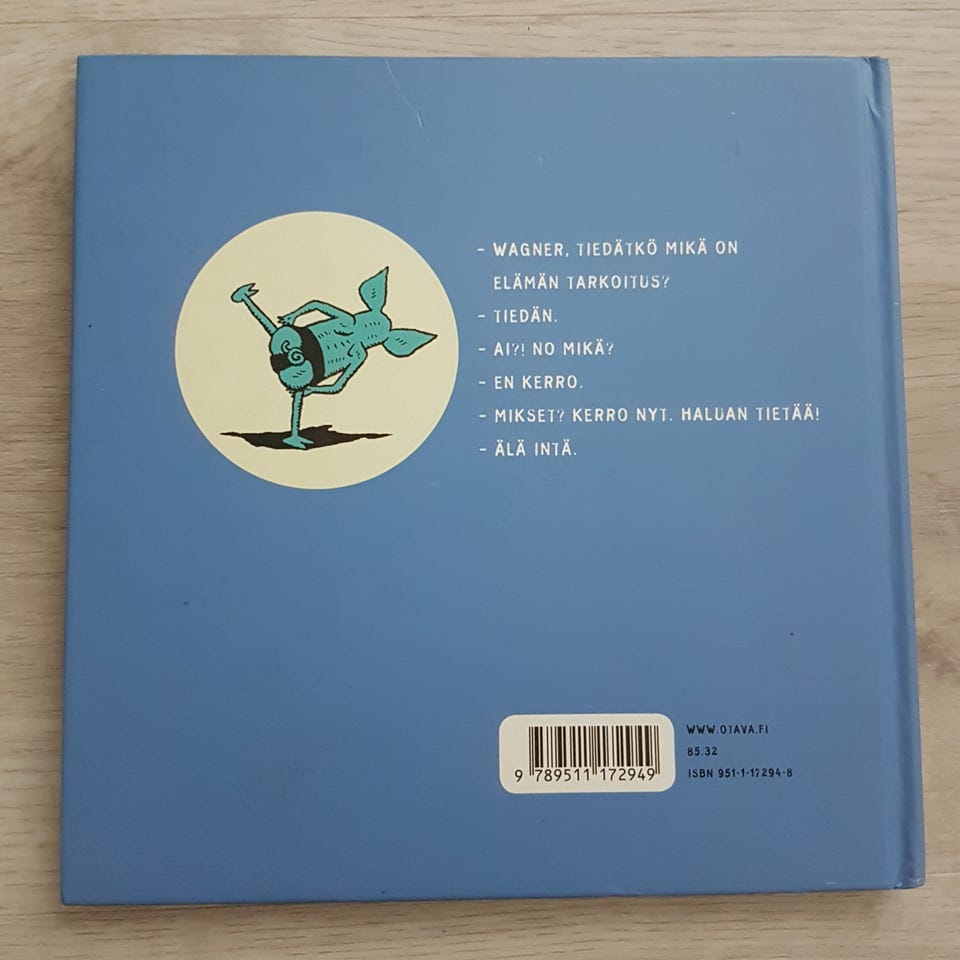 - WAGNER, TIEDÄTKÖ MIKÄ ON
ELÄMÄN TARKOITUS?
- TIEDÄN.
- AI?! NO MIKÄ?
- EN KERRO.
- MIKSET? KERRO NYT. HALUAN TIETÄÄ!
- ÄLÄ INTÄ.
WWW.OTAVA.FI
85.32
ISBN 951-1-17294-8
9 789511 172949